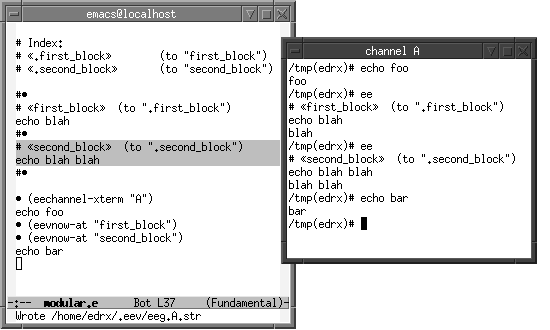 emacs@localhost
# Index:
# «.first_block» (to "first_block")
# «.second_block» (to "second_block")
#●
# «first_block» (to ".first_block")
echo blah
#●
# «second_block» (to ".second_block")
echo blah blah
#●
● (eechannel-xterm "A")
echo foo
● (eevnow-at "first_block")
● (eevnow-at "second_block")
echo bar
-:-- modular.e Bot L37 (Fundamental)--
Wrote /home/edrx/.eev/eeg.A.str
channel A
/tmp(edrx)# echo foo
foo
/tmp(edrx)# ee
# «first_block» (to ".first_block")
echo blah
blah
/tmp(edrx)# ee
# «second_block» (to ".second_block")
echo blah blah
blah blah
/tmp(edrx)# echo bar
bar
/tmp(edrx)#